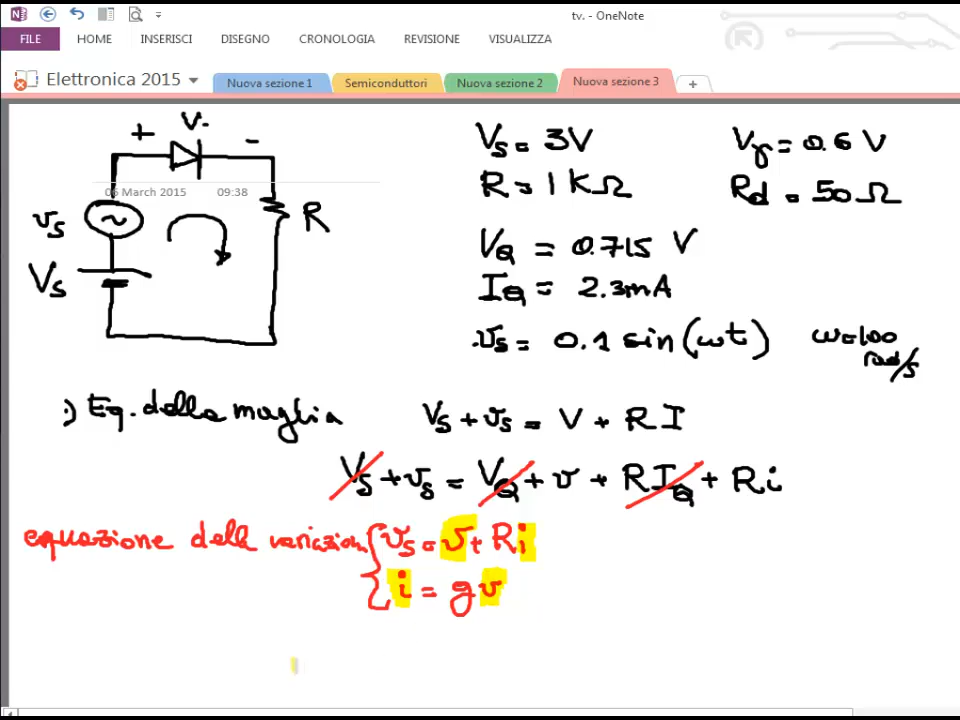 tv. - OneNote
FILE HOME INSERISCI DISEGNO CRONOLOGIA REVISIONE VISUALIZZA
Elettronica 2015 Nuova sezione 1 Semiconduttori Nuova sezione 2 Nuova sezione 3 +
+ V. -
06 March 2015 09:38
vs
R
Vs
Vs = 3V
R = 1 KΩ
Vγ = 0.6 V
Rd = 50 Ω
VQ = 0.715 V
IQ = 2.3mA
vs = 0.1 sin(ωt) ω=100 rad/s
:) Eq. della maglia Vs + vs = V + RI
Vs + vs = VQ + v + RIQ + Ri
equazione delle variazioni { vs = v + Ri
i = gv